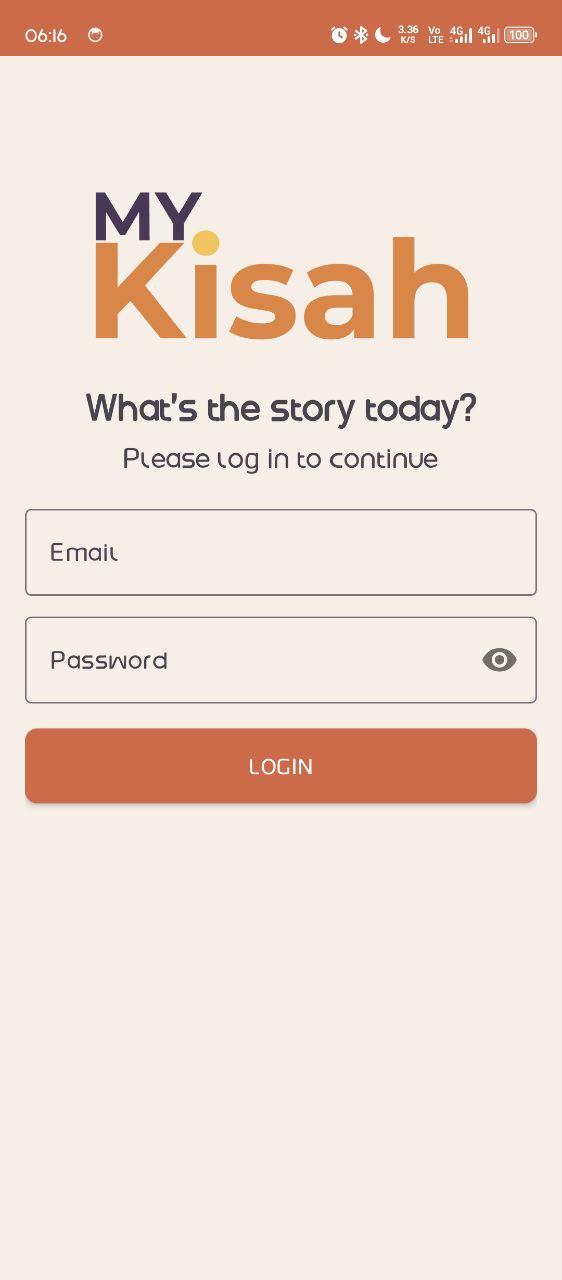 06:16 3.36 K/S Vo LTE 4G 4G 100
MY
Kisah
What's the story today?
Please log in to continue
Email
Password
LOGIN